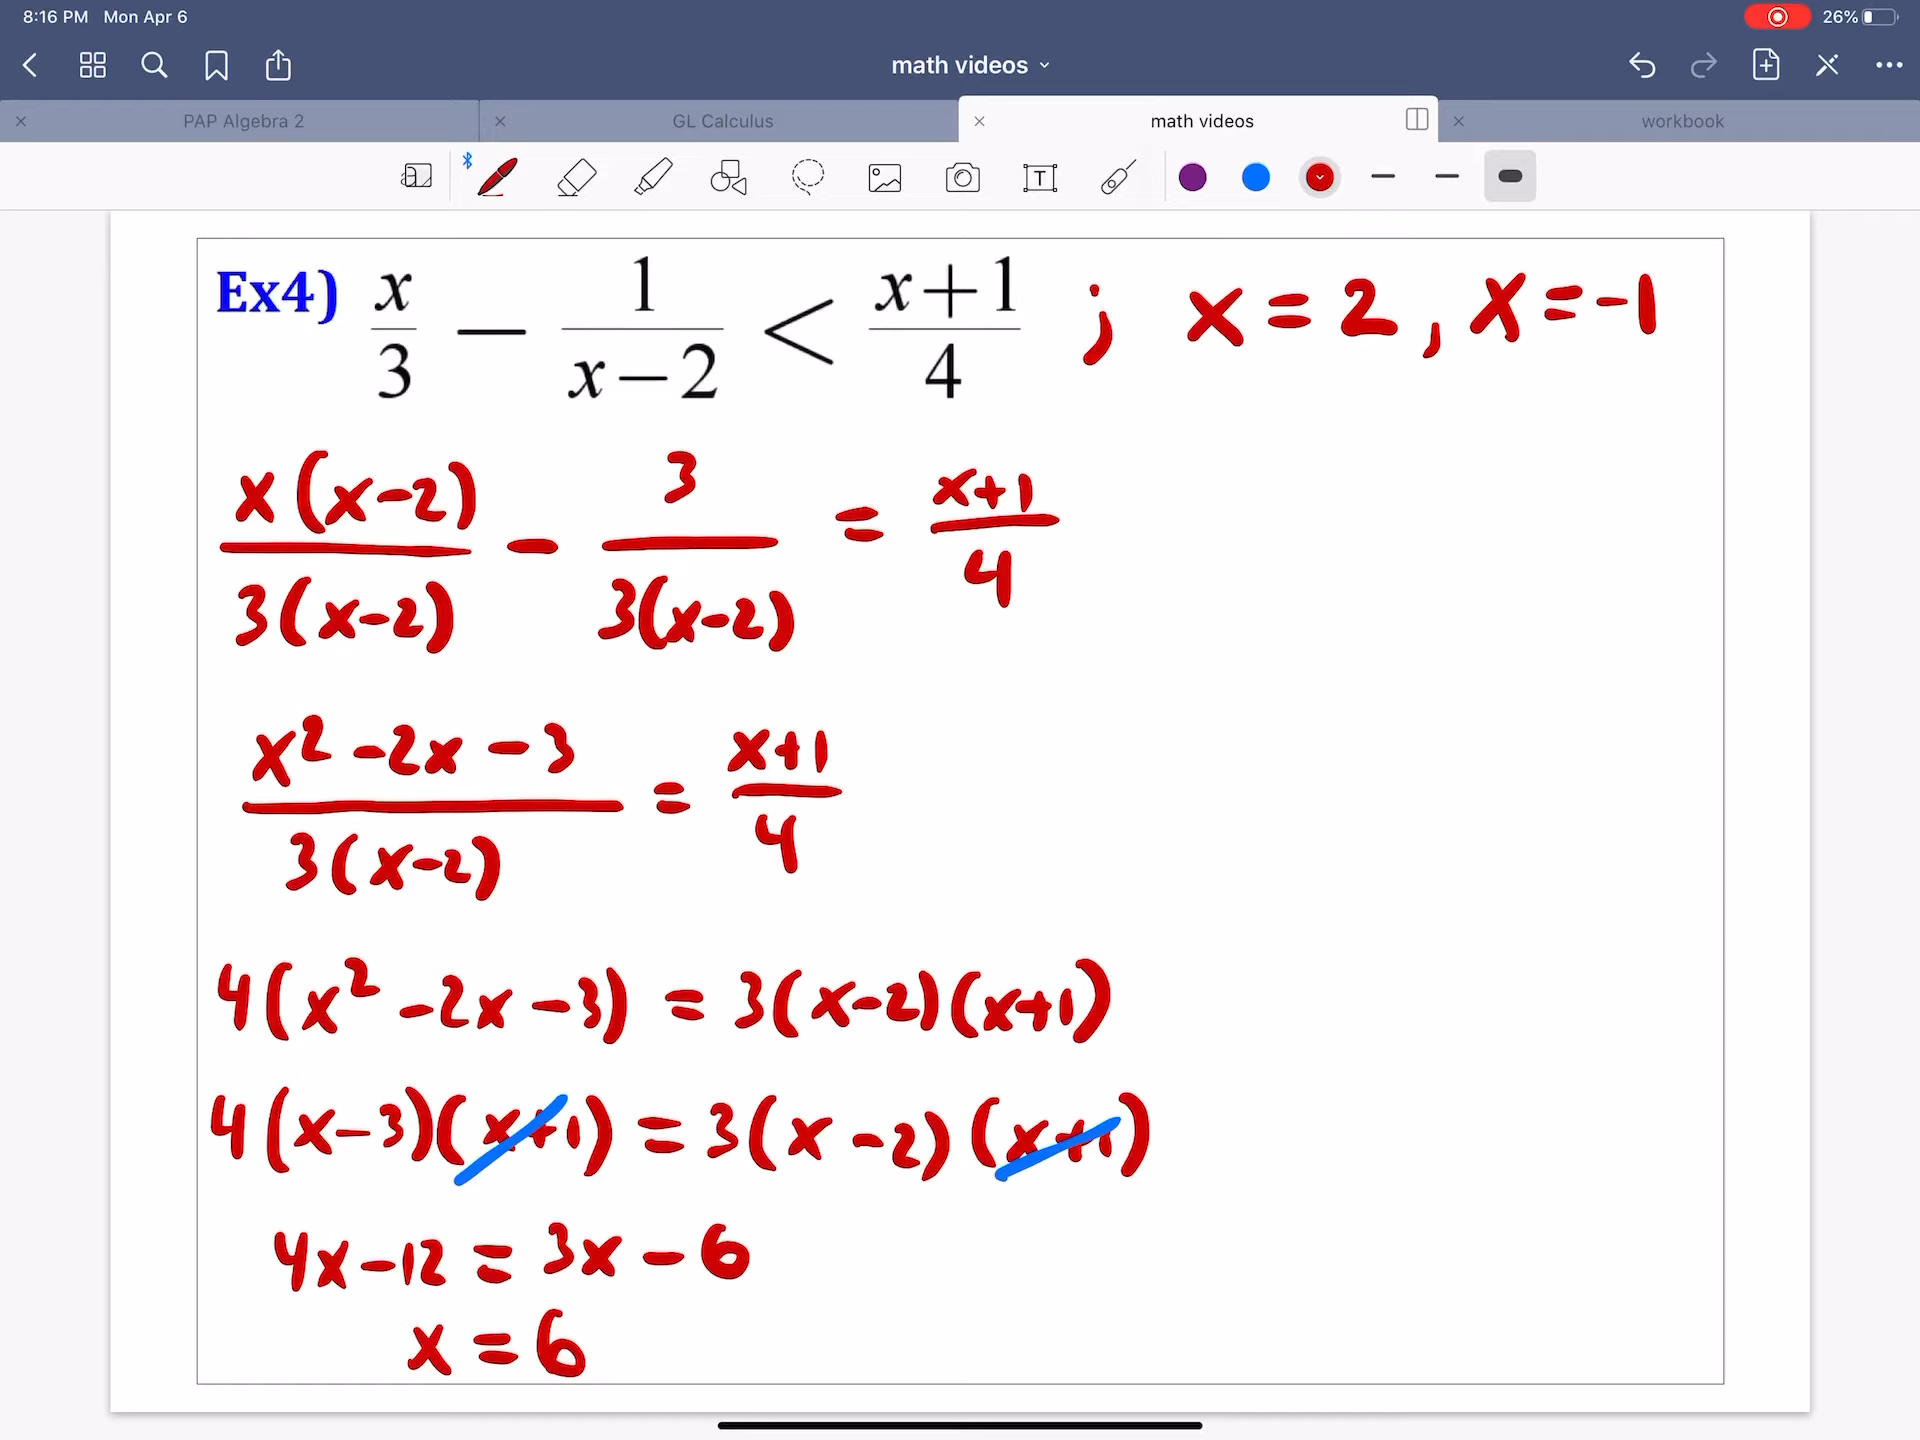 8:16 PM Mon Apr 6 26%
math videos
PAP Algebra 2 GL Calculus math videos workbook
Ex4) x/3 − 1/(x−2) < (x+1)/4 ; x = 2, x = -1
x(x-2)/3(x-2) - 3/3(x-2) = x+1/4
x² -2x -3/3(x-2) = x+1/4
4(x² -2x -3) = 3(x-2)(x+1)
4(x-3)(x+1) = 3(x-2)(x+1)
4x-12 = 3x - 6
x = 6